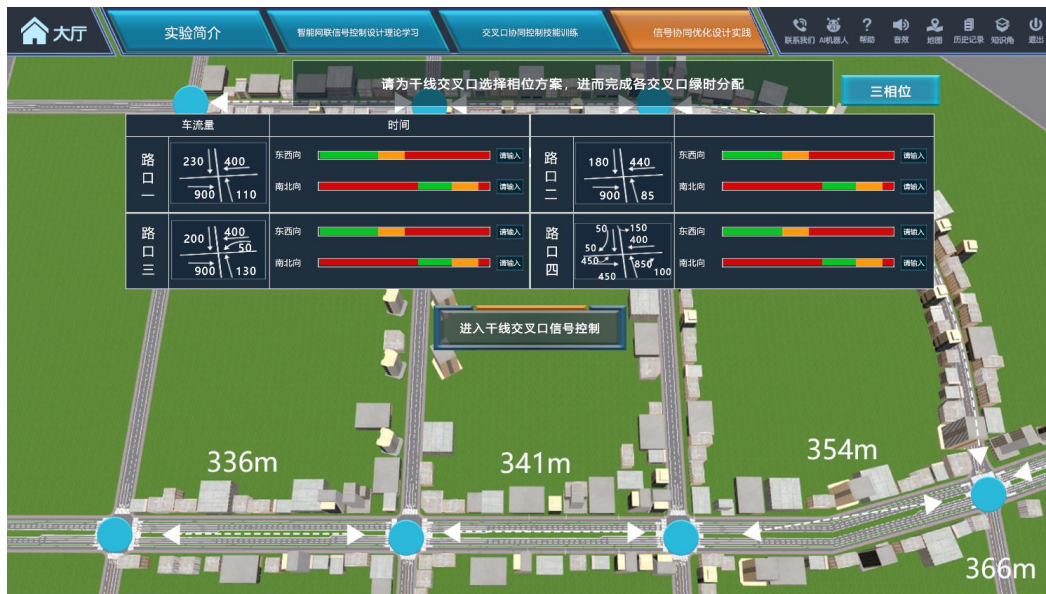 大厅
实验简介
智能网联信号控制设计理论学习
交叉口协同控制技能训练
信号协同优化设计实践
联系我们
AI机器人
帮助
音效
地图
历史记录
知识角
退出
请为干线交叉口选择相位方案，进而完成各交叉口绿时分配
三相位
车流量
时间
路口一
230
400
900
110
东西向
请输入
南北向
请输入
路口二
180
440
900
85
东西向
请输入
南北向
请输入
路口三
200
400
50
900
130
东西向
请输入
南北向
请输入
路口四
50
150
400
50
450
850
100
450
东西向
请输入
南北向
请输入
进入干线交叉口信号控制
336m
341m
354m
366m